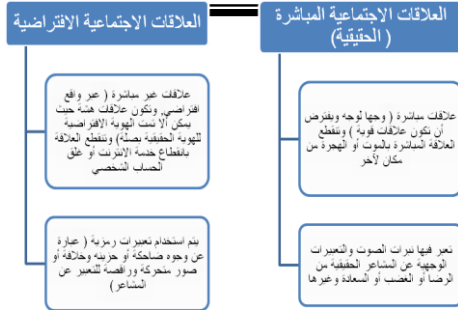 العلاقات الاجتماعية المباشرة
( الحقيقية)
علاقات مباشرة ( وجها لوجه ويفترض
أن تكون علاقات قوية ) وتنقطع
العلاقة المباشرة بالموت أو الهجرة من
مكان لآخر
تعبر فيها نبرات الصوت والتعبيرات
الوجهية عن المشاعر الحقيقية من
الرضا أو الغضب أو السعادة وغيرها
العلاقات الاجتماعية الافتراضية
علاقات غير مباشرة ( عبر واقع
افتراضي, وتكون علاقات هشة حيث
يمكن ألا تمت الهوية الافتراضية
للهوية الحقيقية بصلة) وتنقطع العلاقة
بانقطاع خدمة الانترنت أو غلق
الحساب الشخصي
يتم استخدام تعبيرات رمزية ( عبارة
عن وجوه ضاحكة أو حزينه وخلافة أو
صور متحركة وراقصة للتعبير عن
المشاعر)